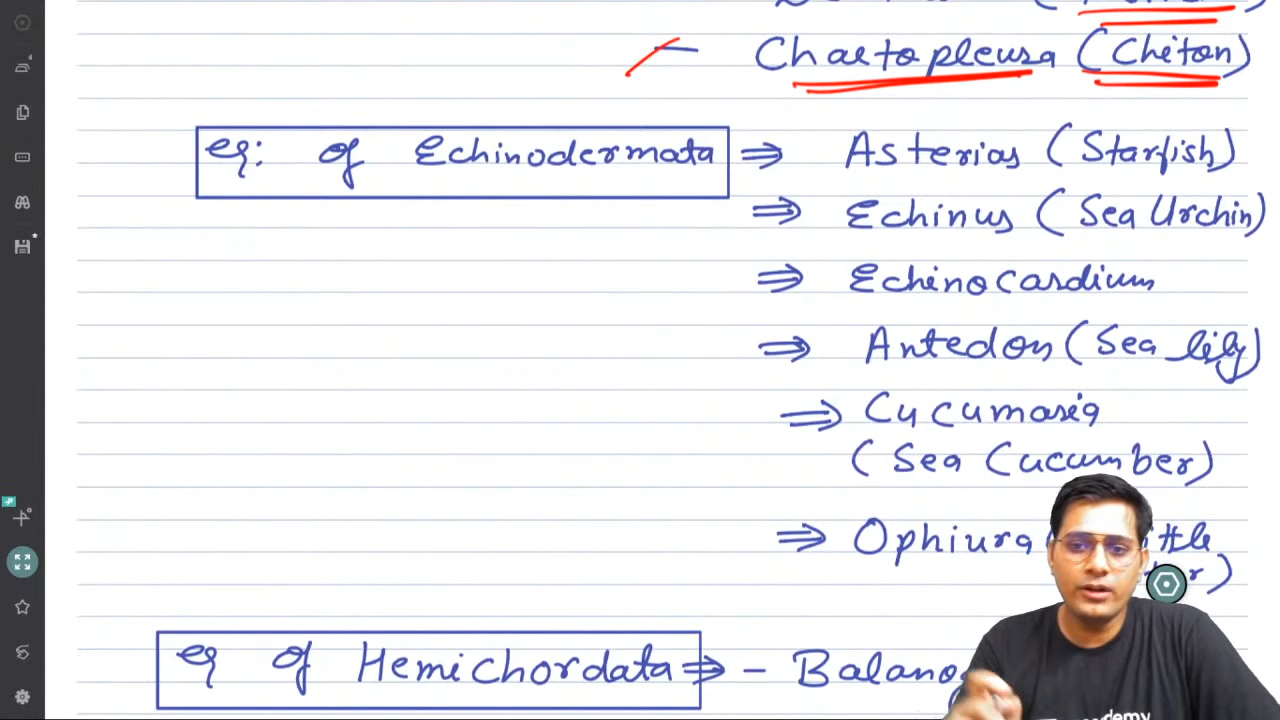 – Chaetopleura (Chiton)
eg: of Echinodermata ⇒ Asterias (Starfish)
⇒ Echinus (Sea Urchin)
⇒ Echinocardium
⇒ Antedon (Sea lily)
⇒ Cucumaria
(Sea Cucumber)
⇒ Ophiura
eg of Hemichordata ⇒ –